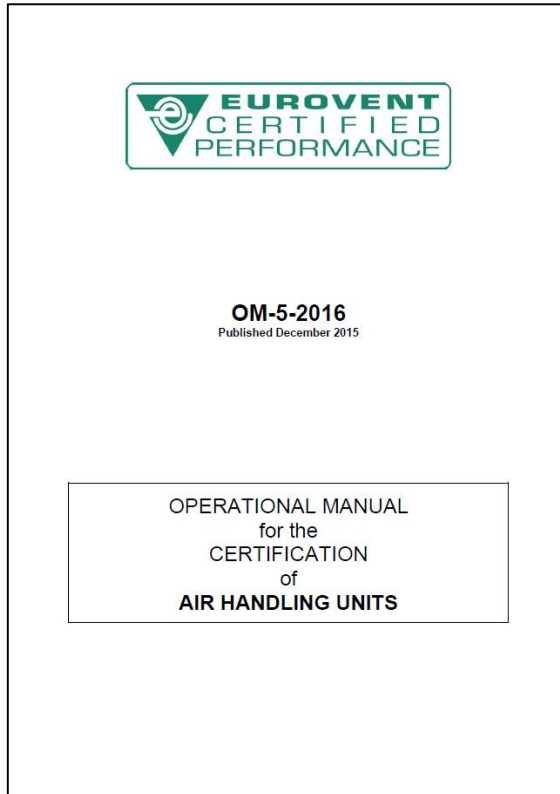 EUROVENT
CERTIFIED
PERFORMANCE
OM-5-2016
Published December 2015
OPERATIONAL MANUAL
for the
CERTIFICATION
of
AIR HANDLING UNITS